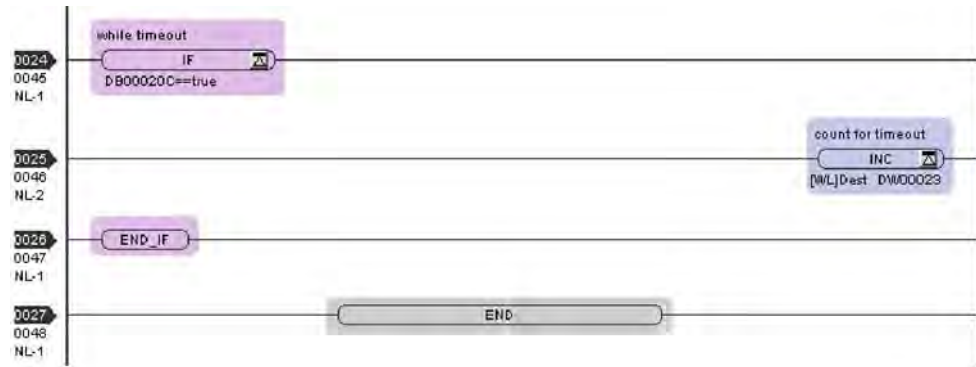 while timeout
0024 IF
0045 DB00020C==true
NL-1
count for timeout
0025 INC
0046 [WL]Dest DW00023
NL-2
0026 END_IF
0047
NL-1
0027 END
0048
NL-1